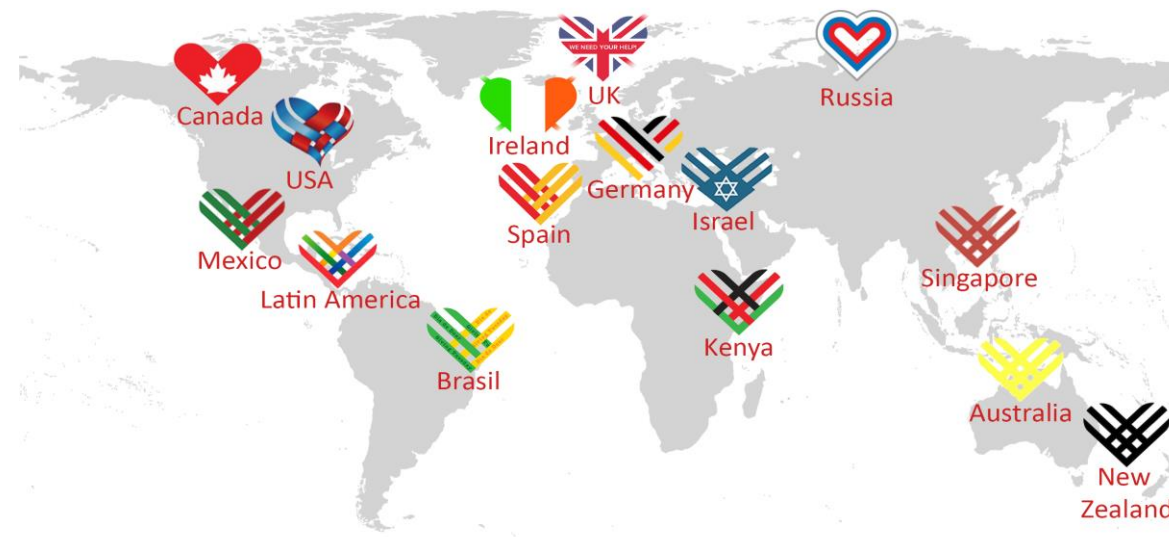 WE NEED YOUR HELP!
UK
Canada
Russia
Ireland
USA
Germany
Israel
Spain
Mexico
Singapore
Latin America
Kenya
Brasil
Australia
New
Zealand